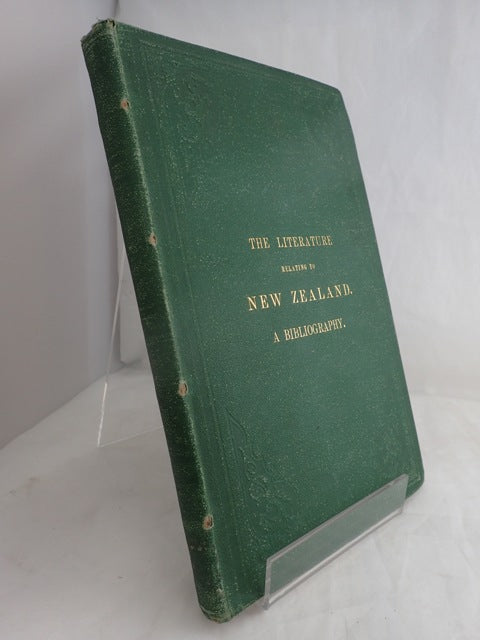 THE LITERATURE
RELATING TO
NEW ZEALAND.
A BIBLIOGRAPHY.